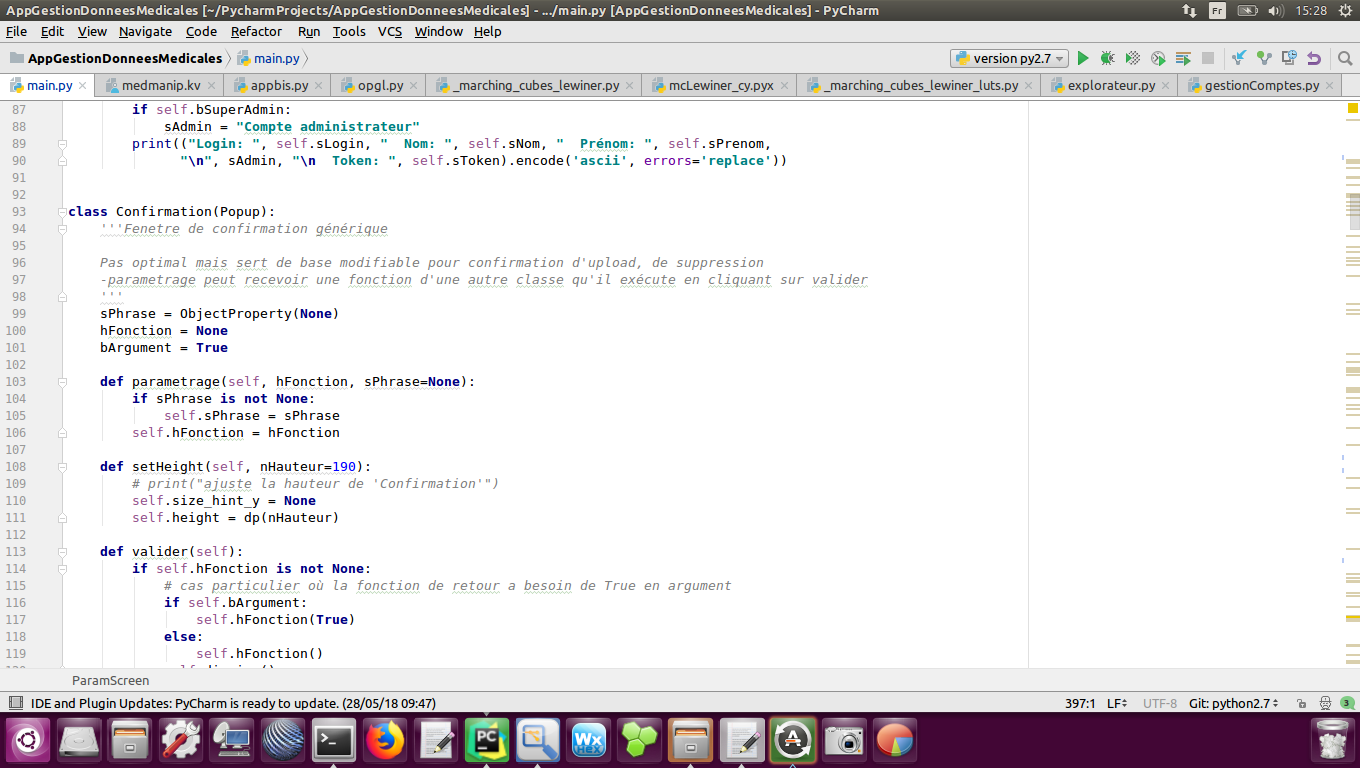 AppGestionDonneesMedicales [~/PycharmProjects/AppGestionDonneesMedicales] - .../main.py [AppGestionDonneesMedicales] - PyCharm
Fr
15:28
File Edit View Navigate Code Refactor Run Tools VCS Window Help
AppGestionDonneesMedicales main.py
version py2.7
main.py medmanip.kv appbis.py opgl.py _marching_cubes_lewiner.py mcLewiner_cy.pyx _marching_cubes_lewiner_luts.py explorateur.py gestionComptes.py
87 if self.bSuperAdmin:
88 sAdmin = "Compte administrateur"
89 print(("Login: ", self.sLogin, "  Nom: ", self.sNom, "  Prénom: ", self.sPrenom,
90 "\n", sAdmin, "\n  Token: ", self.sToken).encode('ascii', errors='replace'))
91
92
93 class Confirmation(Popup):
94 '''Fenetre de confirmation générique
95
96 Pas optimal mais sert de base modifiable pour confirmation d'upload, de suppression
97 -parametrage peut recevoir une fonction d'une autre classe qu'il exécute en cliquant sur valider
98 '''
99 sPhrase = ObjectProperty(None)
100 hFonction = None
101 bArgument = True
102
103 def parametrage(self, hFonction, sPhrase=None):
104 if sPhrase is not None:
105 self.sPhrase = sPhrase
106 self.hFonction = hFonction
107
108 def setHeight(self, nHauteur=190):
109 # print("ajuste la hauteur de 'Confirmation'")
110 self.size_hint_y = None
111 self.height = dp(nHauteur)
112
113 def valider(self):
114 if self.hFonction is not None:
115 # cas particulier où la fonction de retour a besoin de True en argument
116 if self.bArgument:
117 self.hFonction(True)
118 else:
119 self.hFonction()
ParamScreen
IDE and Plugin Updates: PyCharm is ready to update. (28/05/18 09:47)
397:1 LF UTF-8 Git: python2.7 3
>_
PC
Wx
HEX
A